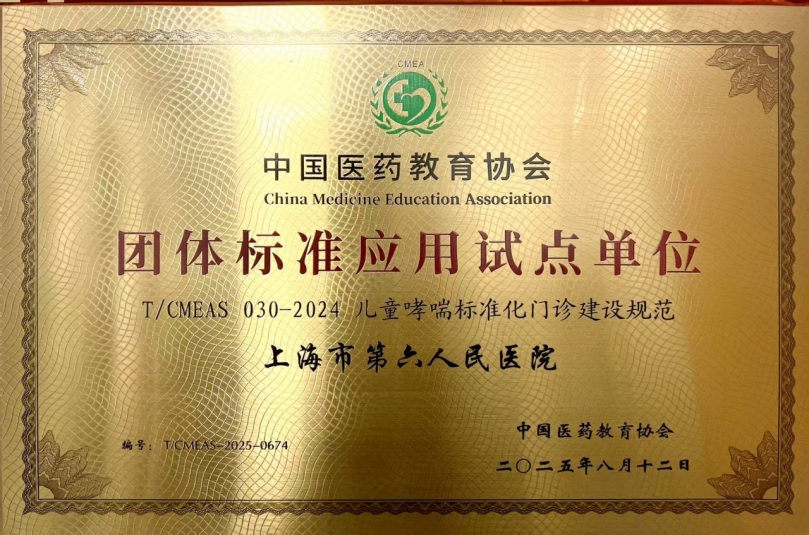 CMEA
中国医药教育协会
China Medicine Education Association
团体标准应用试点单位
T/CMEAS 030-2024 儿童哮喘标准化门诊建设规范
上海市第六人民医院
编号：T/CMEAS-2025-0674
中国医药教育协会
二〇二五年八月十二日